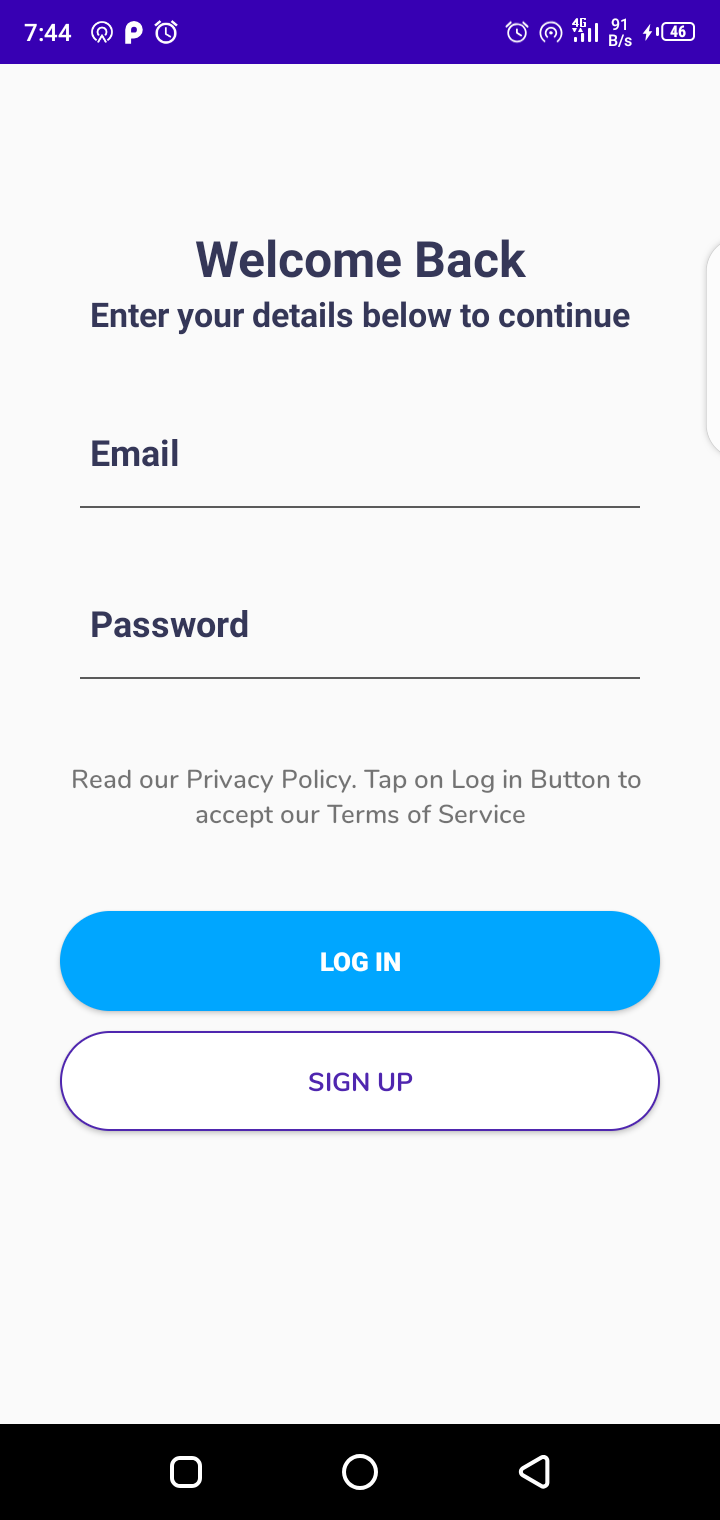 7:44 4G 91 B/s 46
Welcome Back
Enter your details below to continue
Email
Password
Read our Privacy Policy. Tap on Log in Button to
accept our Terms of Service
LOG IN
SIGN UP